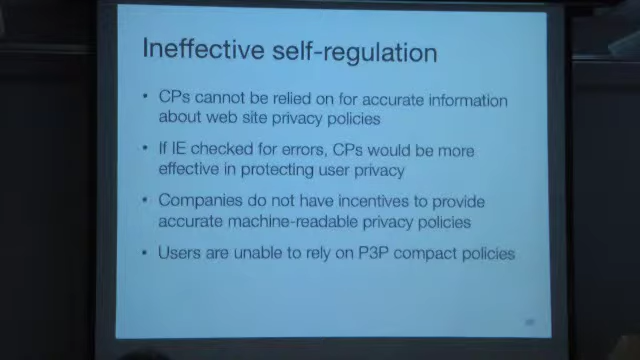 Ineffective self-regulation
• CPs cannot be relied on for accurate information
about web site privacy policies
• If IE checked for errors, CPs would be more
effective in protecting user privacy
• Companies do not have incentives to provide
accurate machine-readable privacy policies
• Users are unable to rely on P3P compact policies